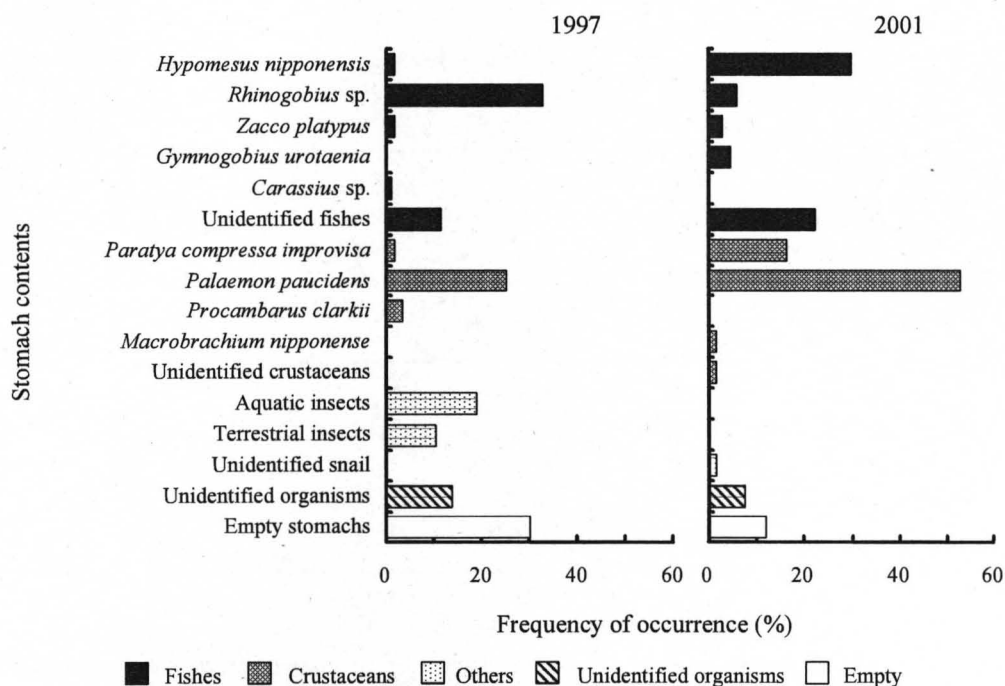 1997
2001
Stomach contents
Hypomesus nipponensis
Rhinogobius sp.
Zacco platypus
Gymnogobius urotaenia
Carassius sp.
Unidentified fishes
Paratya compressa improvisa
Palaemon paucidens
Procambarus clarkii
Macrobrachium nipponense
Unidentified crustaceans
Aquatic insects
Terrestrial insects
Unidentified snail
Unidentified organisms
Empty stomachs
0 20 40 60
0 20 40 60
Frequency of occurrence (%)
Fishes Crustaceans Others Unidentified organisms Empty